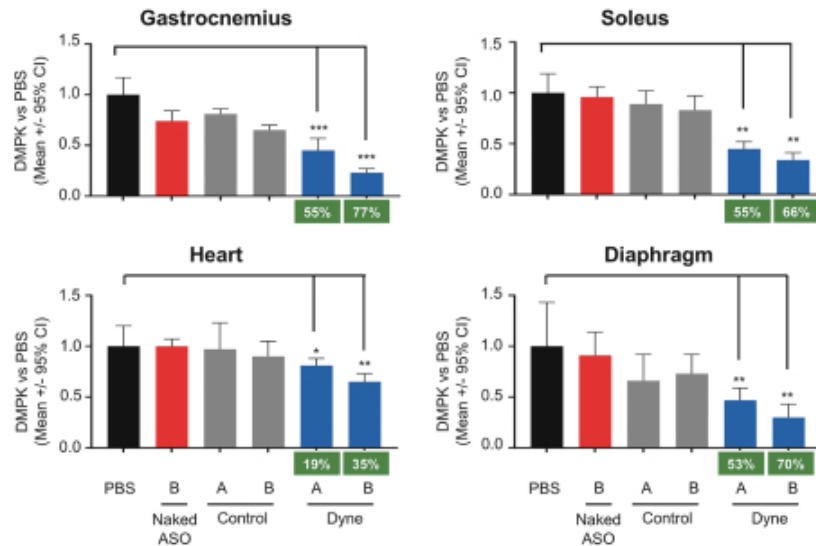 Gastrocnemius
DMPK vs PBS
(Mean +/- 95% CI)
1.5
1.0
0.5
0.0
***
***
55% 77%
Soleus
DMPK vs PBS
(Mean +/- 95% CI)
1.5
1.0
0.5
0.0
**
**
55% 66%
Heart
DMPK vs PBS
(Mean +/- 95% CI)
1.5
1.0
0.5
0.0
*
**
19% 35%
PBS B A B A B
Naked Control Dyne
ASO
Diaphragm
DMPK vs PBS
(Mean +/- 95% CI)
1.5
1.0
0.5
0.0
**
**
53% 70%
PBS B A B A B
Naked Control Dyne
ASO